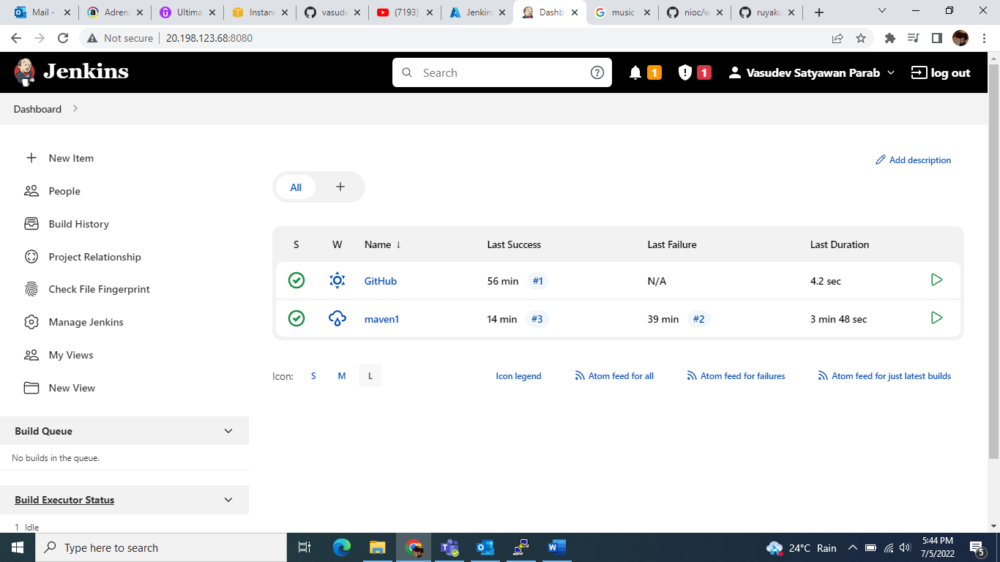 Mail -
Adrena
Ultima
Instanc
vasude
(7193)
Jenkin
Dashb
music
nioc/w
ruyaku
Not secure
20.198.123.68:8080
Jenkins
Search
1
1
Vasudev Satyawan Parab
log out
Dashboard
New Item
People
Build History
Project Relationship
Check File Fingerprint
Manage Jenkins
My Views
New View
Build Queue
No builds in the queue.
Build Executor Status
1 Idle
Add description
All +
S W Name ↓ Last Success Last Failure Last Duration
GitHub 56 min #1 N/A 4.2 sec
maven1 14 min #3 39 min #2 3 min 48 sec
Icon: S M L Icon legend Atom feed for all Atom feed for failures Atom feed for just latest builds
Type here to search
24°C Rain
5:44 PM
7/5/2022
5